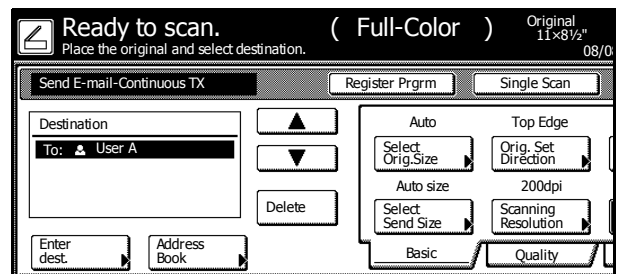 Ready to scan.
( Full-Color )
Original
11×8½"
Place the original and select destination.
08/0
Send E-mail-Continuous TX
Register Prgrm
Single Scan
Destination
To: User A
Delete
Enter
dest.
Address
Book
Auto
Top Edge
Select
Orig.Size
Orig. Set
Direction
Auto size
200dpi
Select
Send Size
Scanning
Resolution
Basic
Quality